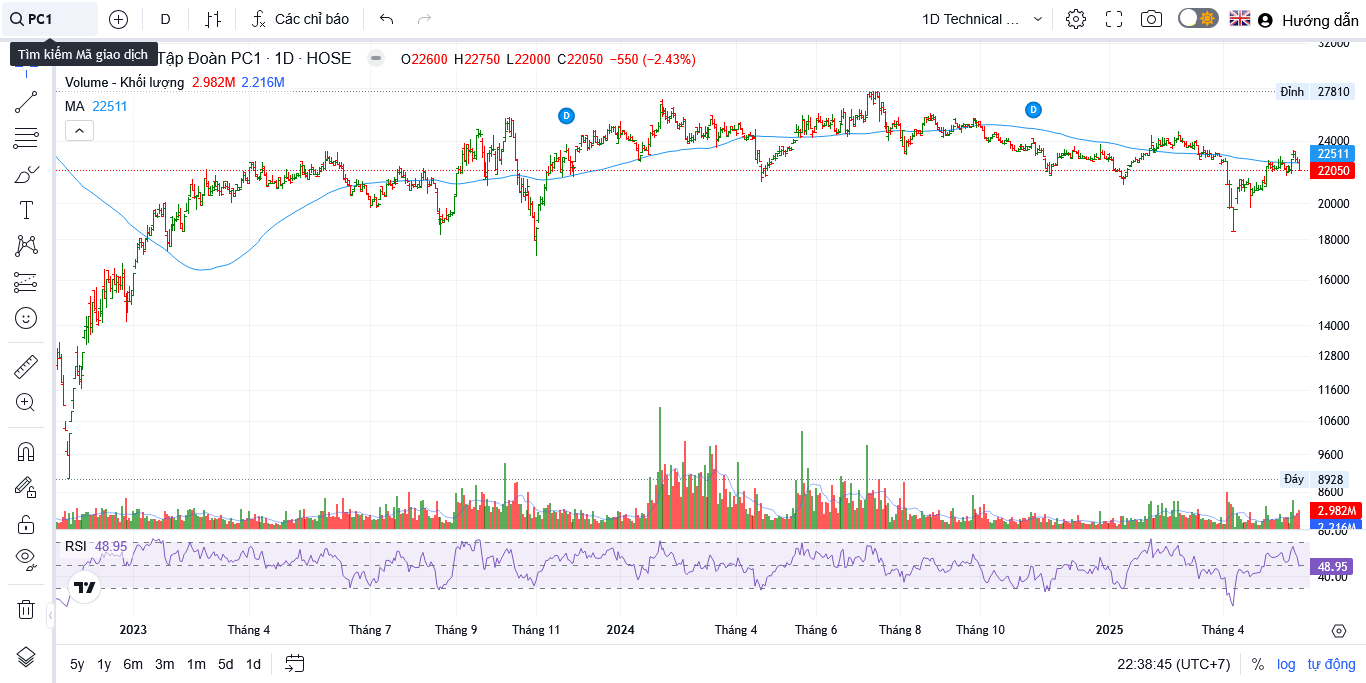 PC1
D
Các chỉ báo
1D Technical ...
Hướng dẫn
Tìm kiếm Mã giao dịch
Tập Đoàn PC1 · 1D · HOSE
O22600 H22750 L22000 C22050 −550 (−2.43%)
Volume - Khối lượng 2.982M 2.216M
MA 22511
D
D
32000
Đỉnh 27810
24000
22511
22050
20000
18000
16000
14000
12800
11600
10600
9600
Đáy 8928
8600
2.982M
2.216M
60.00
RSI 48.95
48.95
40.00
2023 Tháng 4 Tháng 7 Tháng 9 Tháng 11 2024 Tháng 4 Tháng 6 Tháng 8 Tháng 10 2025 Tháng 4
5y 1y 6m 3m 1m 5d 1d
22:38:45 (UTC+7) % log tự động